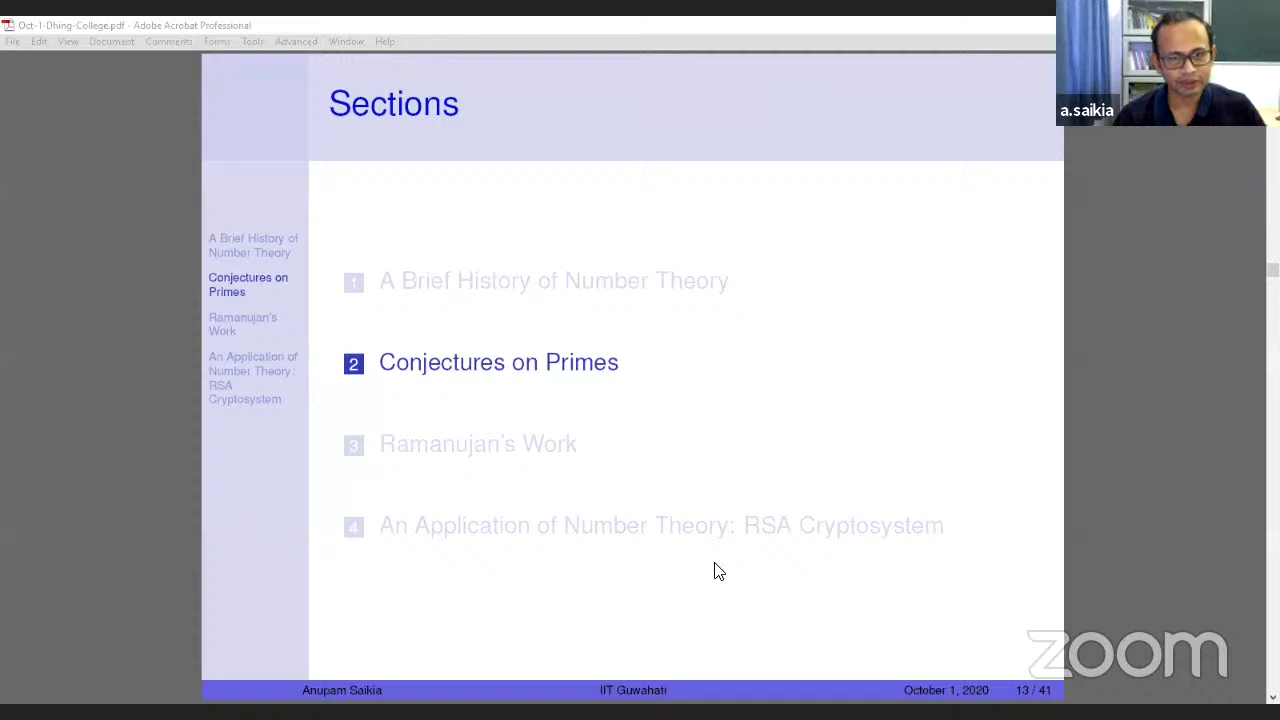 Oct-1-Dhing-College.pdf - Adobe Acrobat Professional
File Edit View Document Comments Forms Tools Advanced Window Help
a.saikia
Sections
A Brief History of
Number Theory
Conjectures on
Primes
Ramanujan's
Work
An Application of
Number Theory:
RSA
Cryptosystem
1 A Brief History of Number Theory
2 Conjectures on Primes
3 Ramanujan's Work
4 An Application of Number Theory: RSA Cryptosystem
zoom
Anupam Saikia IIT Guwahati October 1, 2020 13 / 41